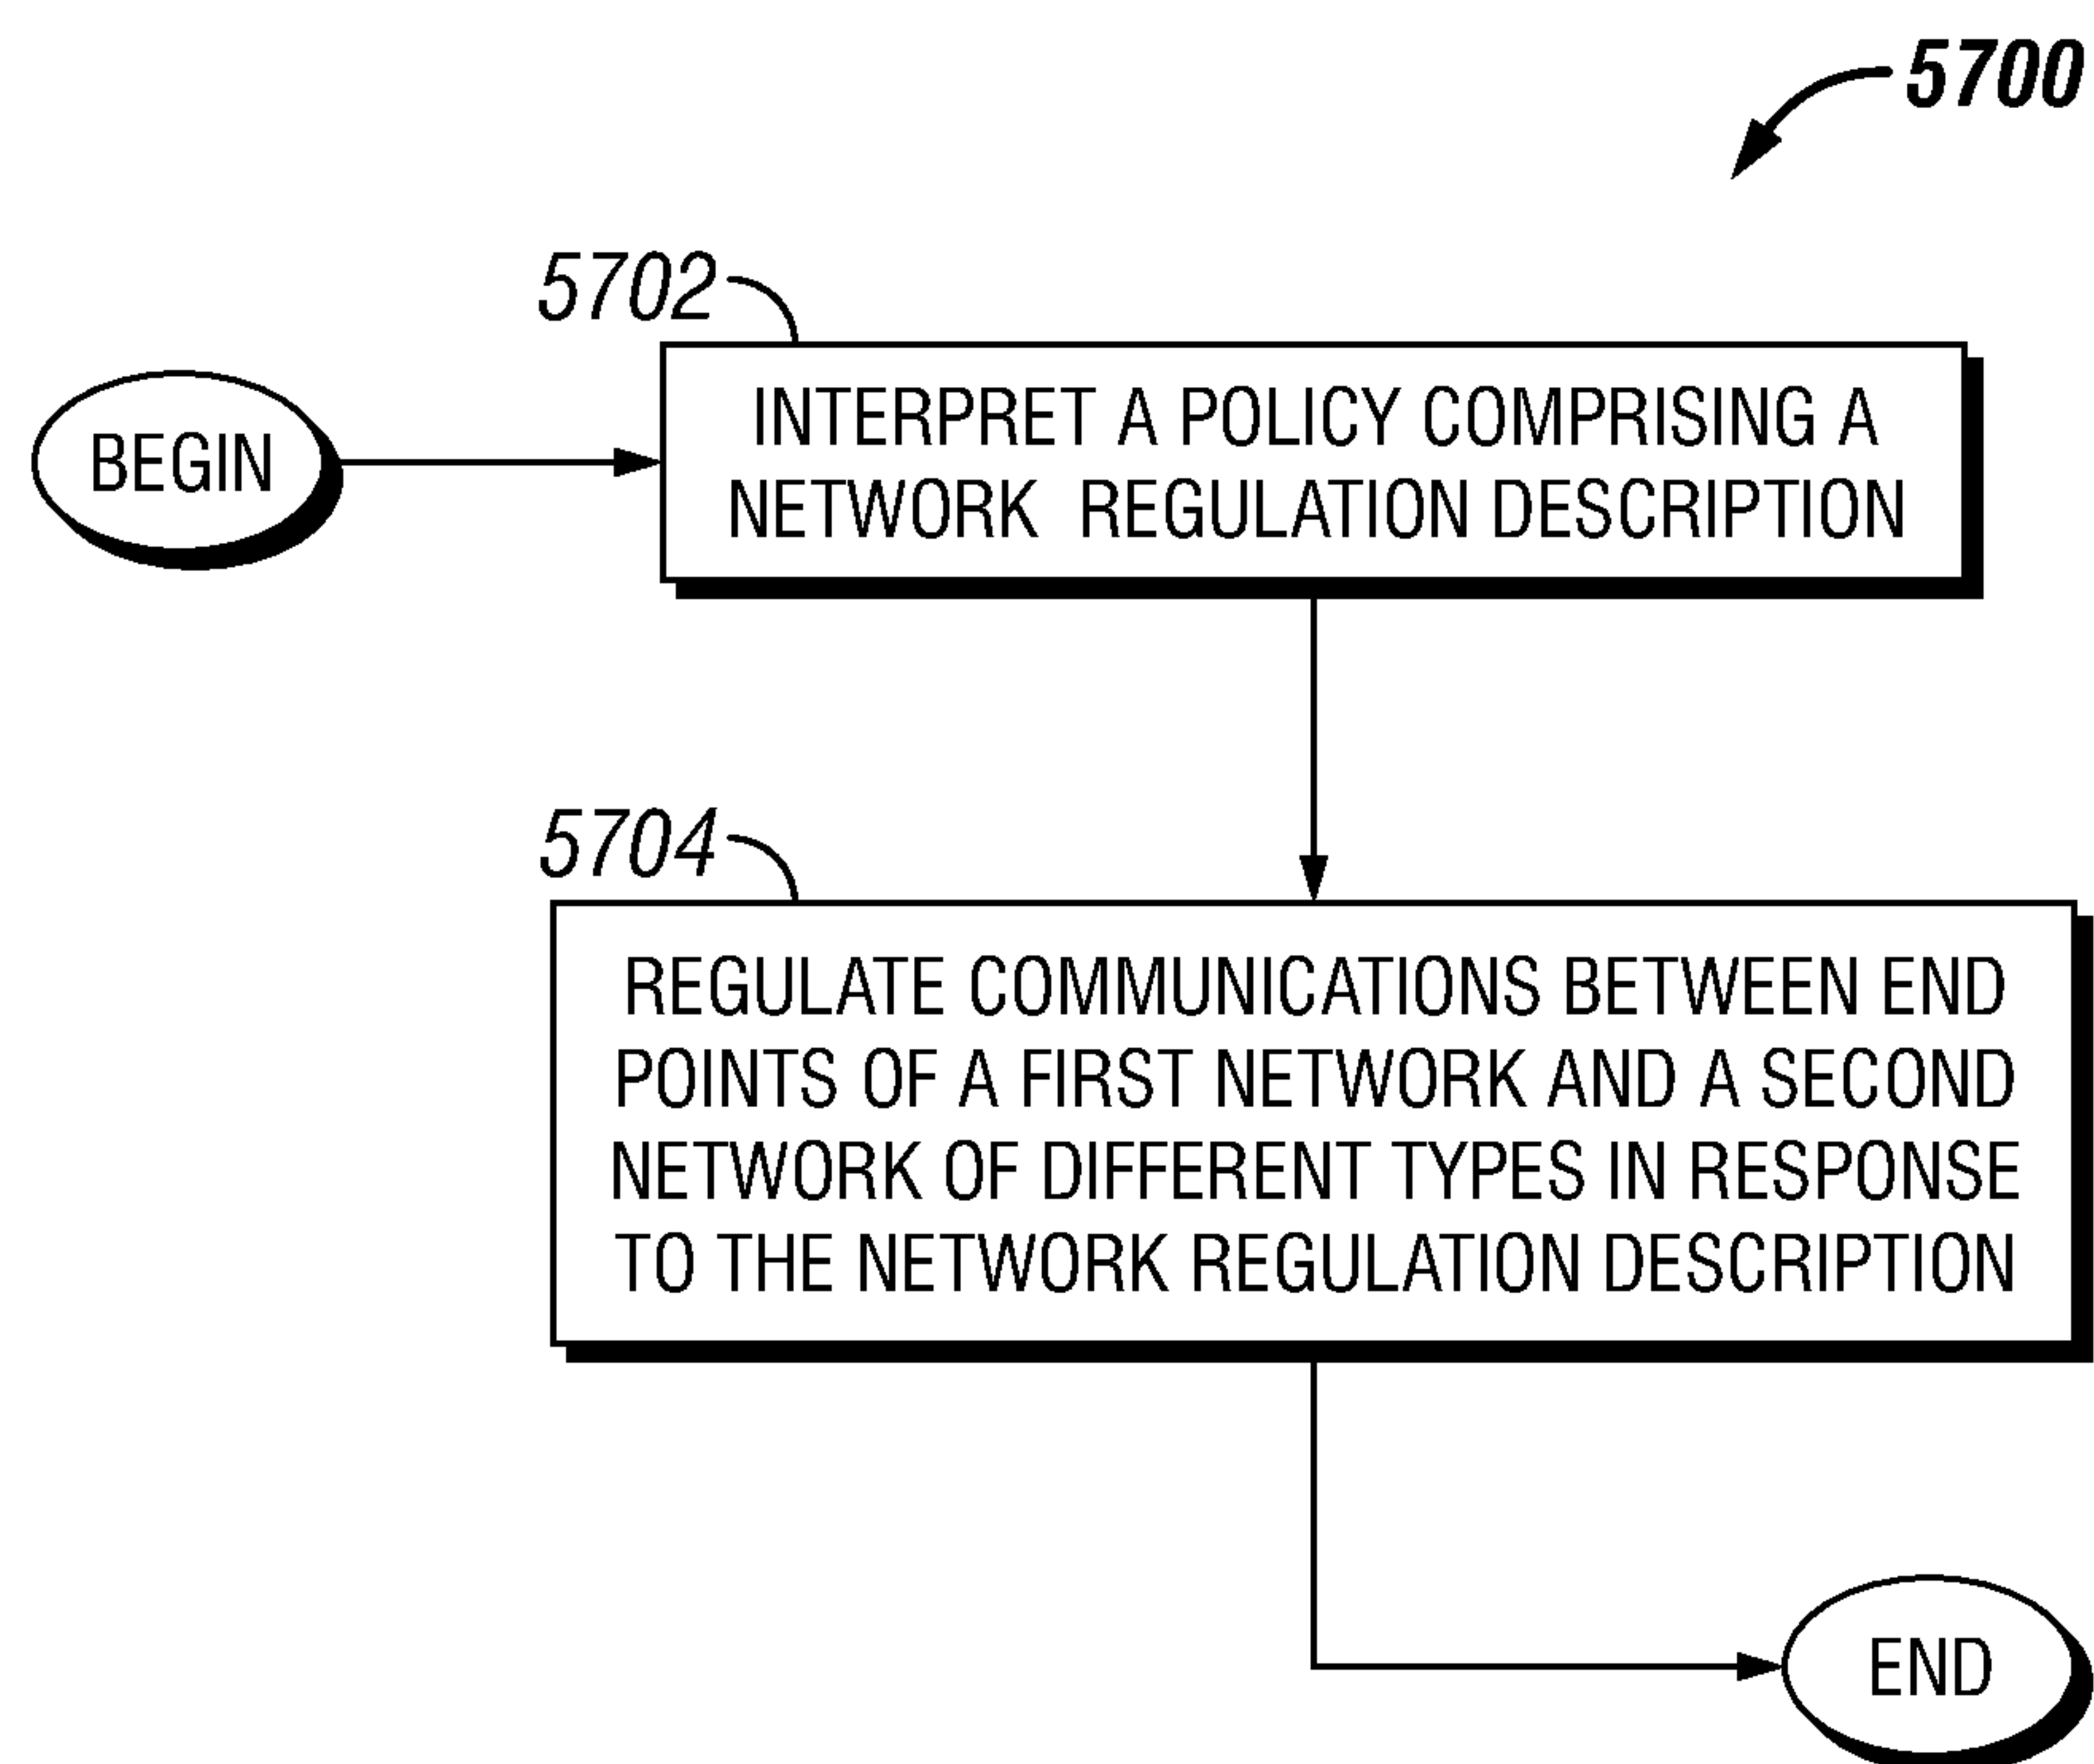 5700
5702
BEGIN
INTERPRET A POLICY COMPRISING A
NETWORK REGULATION DESCRIPTION
5704
REGULATE COMMUNICATIONS BETWEEN END
POINTS OF A FIRST NETWORK AND A SECOND
NETWORK OF DIFFERENT TYPES IN RESPONSE
TO THE NETWORK REGULATION DESCRIPTION
END